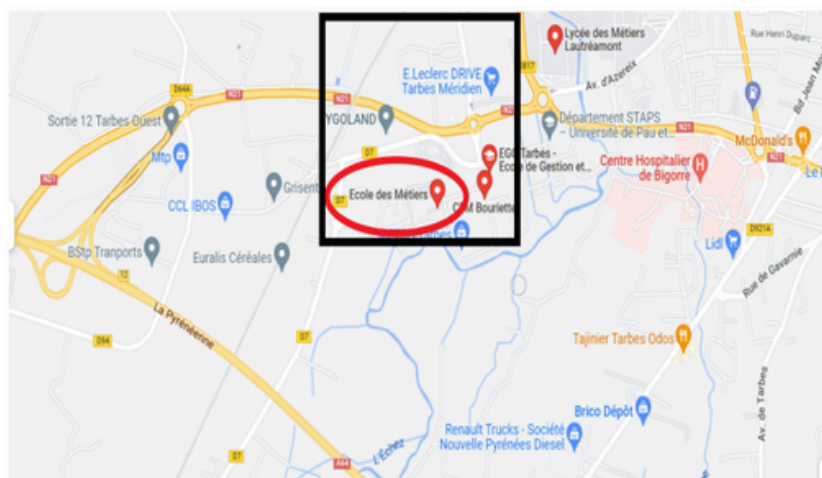 Lycée des Métiers
Lautréamont
Rue Henri Duparc
D64A
N21
N21
E.Leclerc DRIVE
Tarbes Méridien
D817
Av. d'Azereix
Bd Jean
Sortie 12 Tarbes Ouest
YGOLAND
N21
Département STAPS
– Université de Pau et...
N21
McDonald's
N21
Mtp
D7
EGC Tarbes -
Ecole de Gestion et...
Centre Hospitalier
de Bigorre
Le
N21
Grisent
Ecole des Métiers
CCL IBOS
D7
Bouriette
D921A
BStp Tranports
Euralis Céréales
Lidl
12
Rue de Gavarnie
La Pyrénéenne
D94
D7
Tajinier Tarbes Odos
Brico Dépôt
Av. de Tarbes
Renault Trucks - Société
Nouvelle Pyrénées Diesel
L'Échez
D7
A64